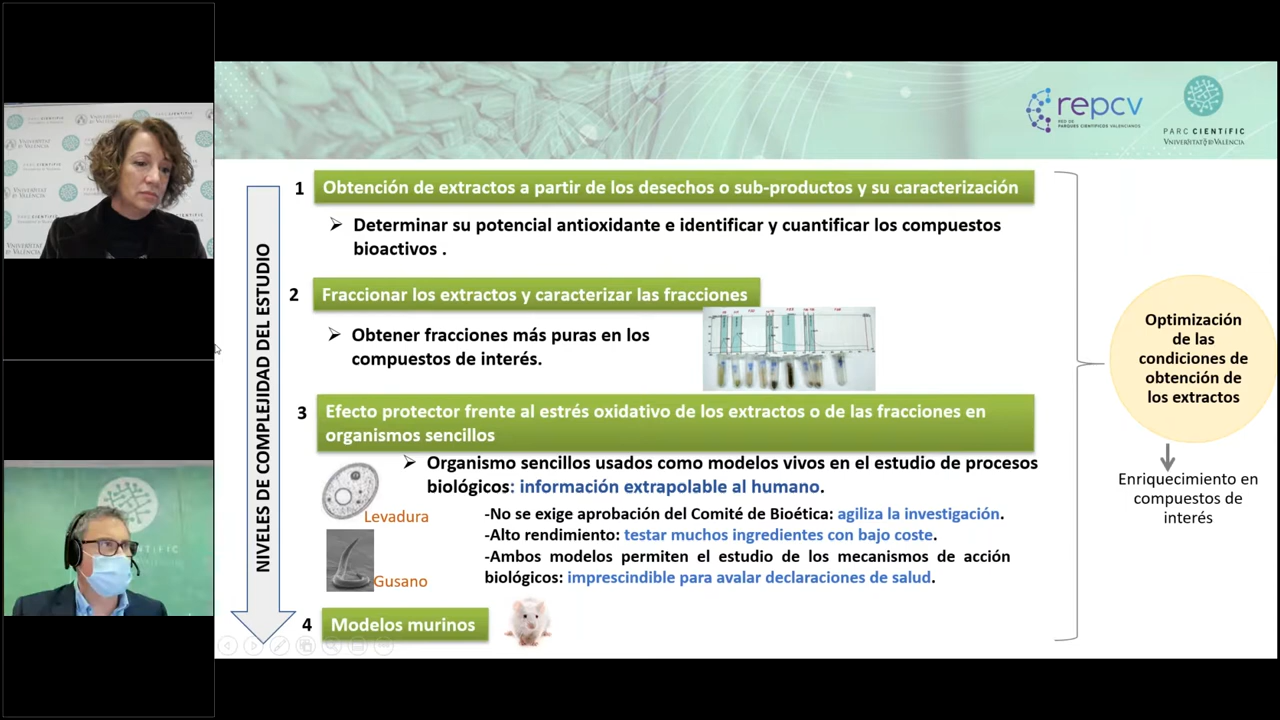 repcv
RED DE
PARQUES CIENTÍFICOS VALENCIANOS
PARC CIENTÍFIC
VNIVERSITAT ID VALÈNCIA
NIVELES DE COMPLEJIDAD DEL ESTUDIO
1 Obtención de extractos a partir de los desechos o sub-productos y su caracterización
➢ Determinar su potencial antioxidante e identificar y cuantificar los compuestos
bioactivos .
2 Fraccionar los extractos y caracterizar las fracciones
➢ Obtener fracciones más puras en los
compuestos de interés.
3 Efecto protector frente al estrés oxidativo de los extractos o de las fracciones en
organismos sencillos
➢ Organismo sencillos usados como modelos vivos en el estudio de procesos
biológicos: información extrapolable al humano.
Levadura
-No se exige aprobación del Comité de Bioética: agiliza la investigación.
-Alto rendimiento: testar muchos ingredientes con bajo coste.
-Ambos modelos permiten el estudio de los mecanismos de acción
biológicos: imprescindible para avalar declaraciones de salud.
Gusano
4 Modelos murinos
Optimización
de las
condiciones de
obtención de
los extractos
Enriquecimiento en
compuestos de
interés